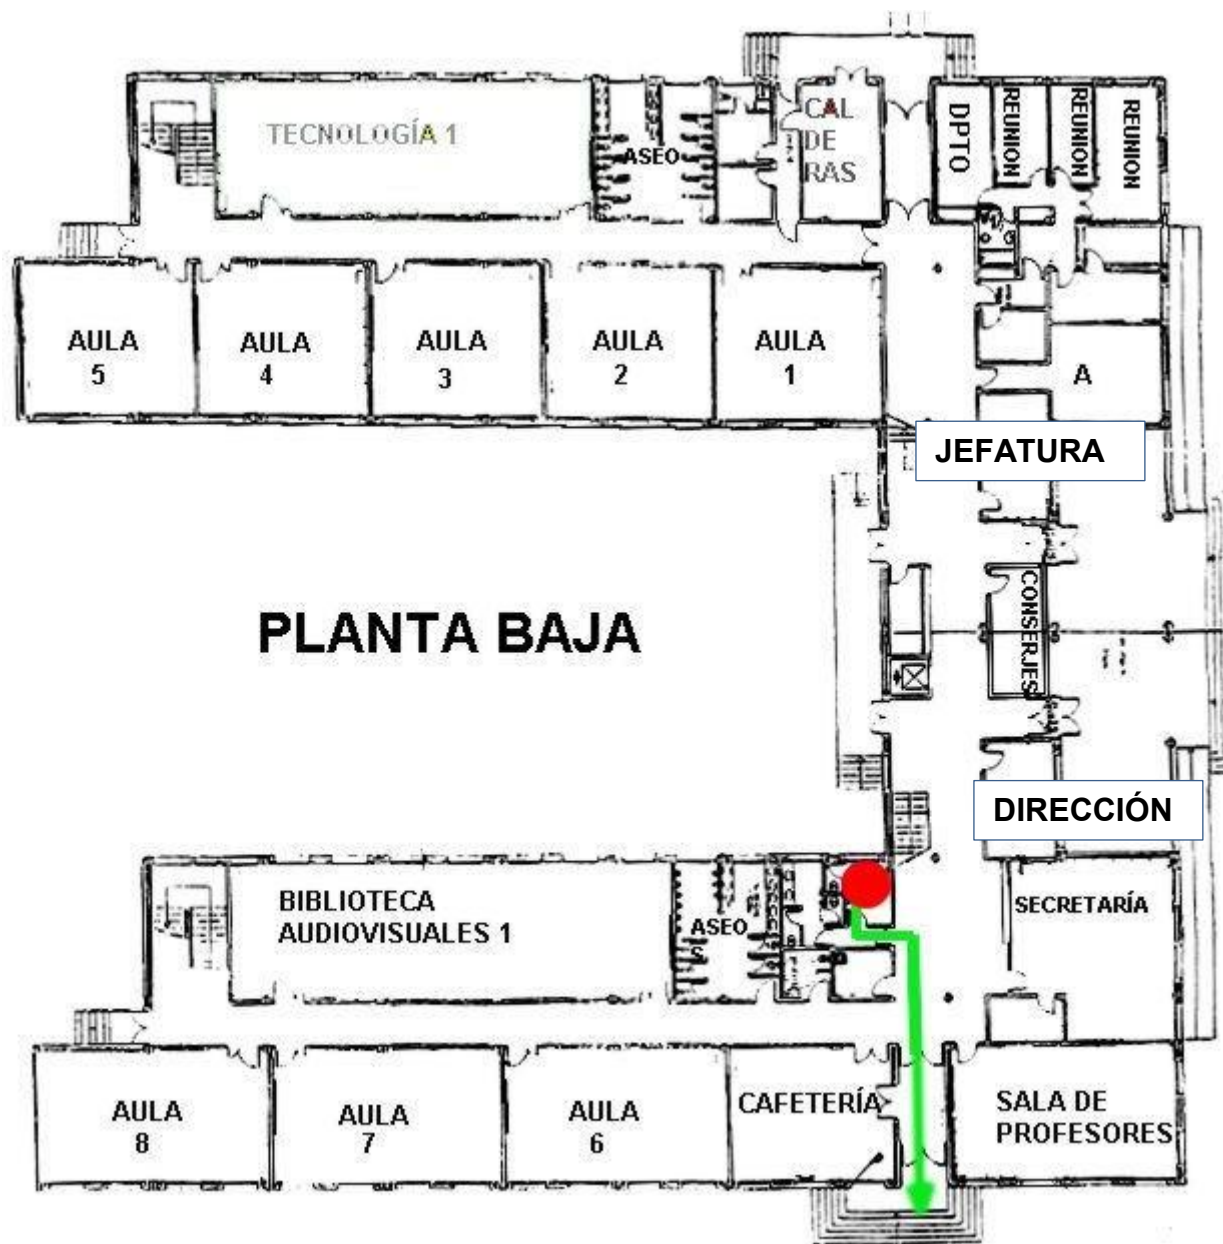 TECNOLOGÍA 1
ASEO
CAL
DE
RAS
DPTO
REUNION
REUNION
REUNION
AULA
5
AULA
4
AULA
3
AULA
2
AULA
1
A
JEFATURA
PLANTA BAJA
CONSERJES
DIRECCIÓN
BIBLIOTECA
AUDIOVISUALES 1
ASEO
SECRETARÍA
AULA
8
AULA
7
AULA
6
CAFETERÍA
SALA DE
PROFESORES